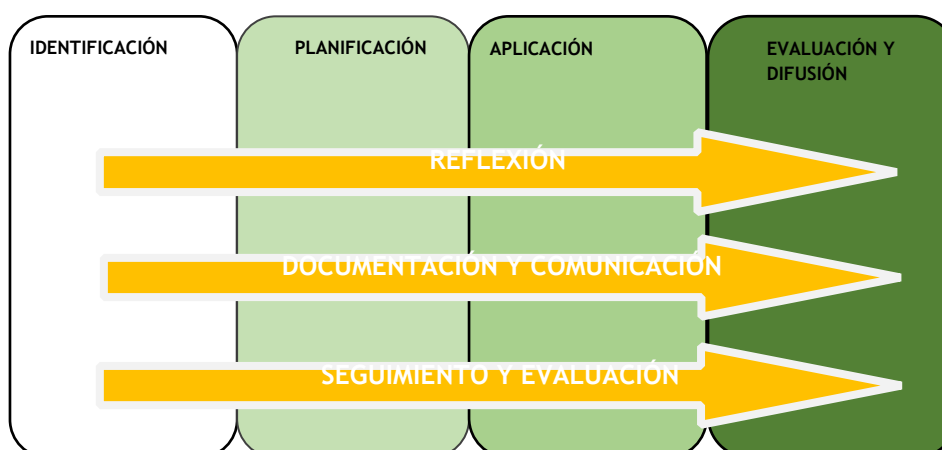 IDENTIFICACIÓN
PLANIFICACIÓN
APLICACIÓN
EVALUACIÓN Y
DIFUSIÓN
REFLEXIÓN
DOCUMENTACIÓN Y COMUNICACIÓN
SEGUIMIENTO Y EVALUACIÓN